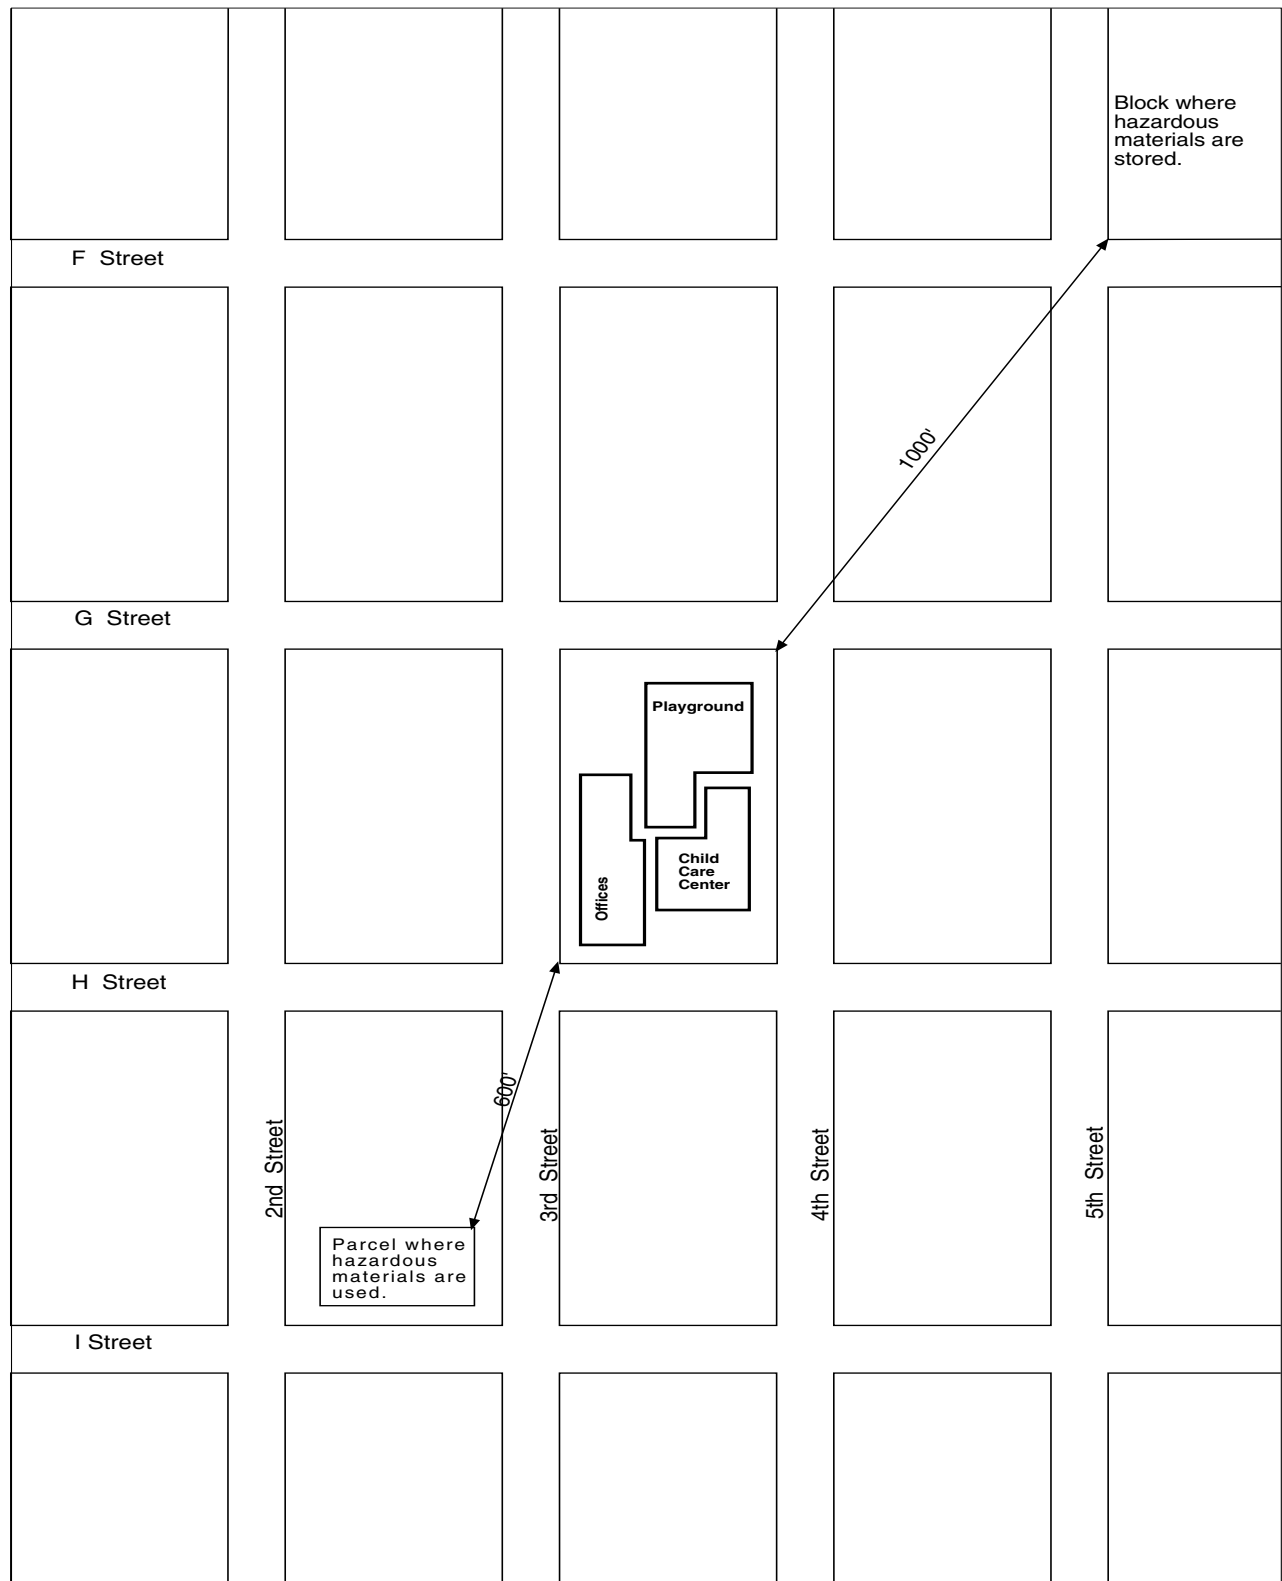 Block where
hazardous
materials are
stored.
F Street
1000'
G Street
Playground
Child
Care
Center
Offices
H Street
600'
2nd Street
3rd Street
4th Street
5th Street
Parcel where
hazardous
materials are
used.
I Street